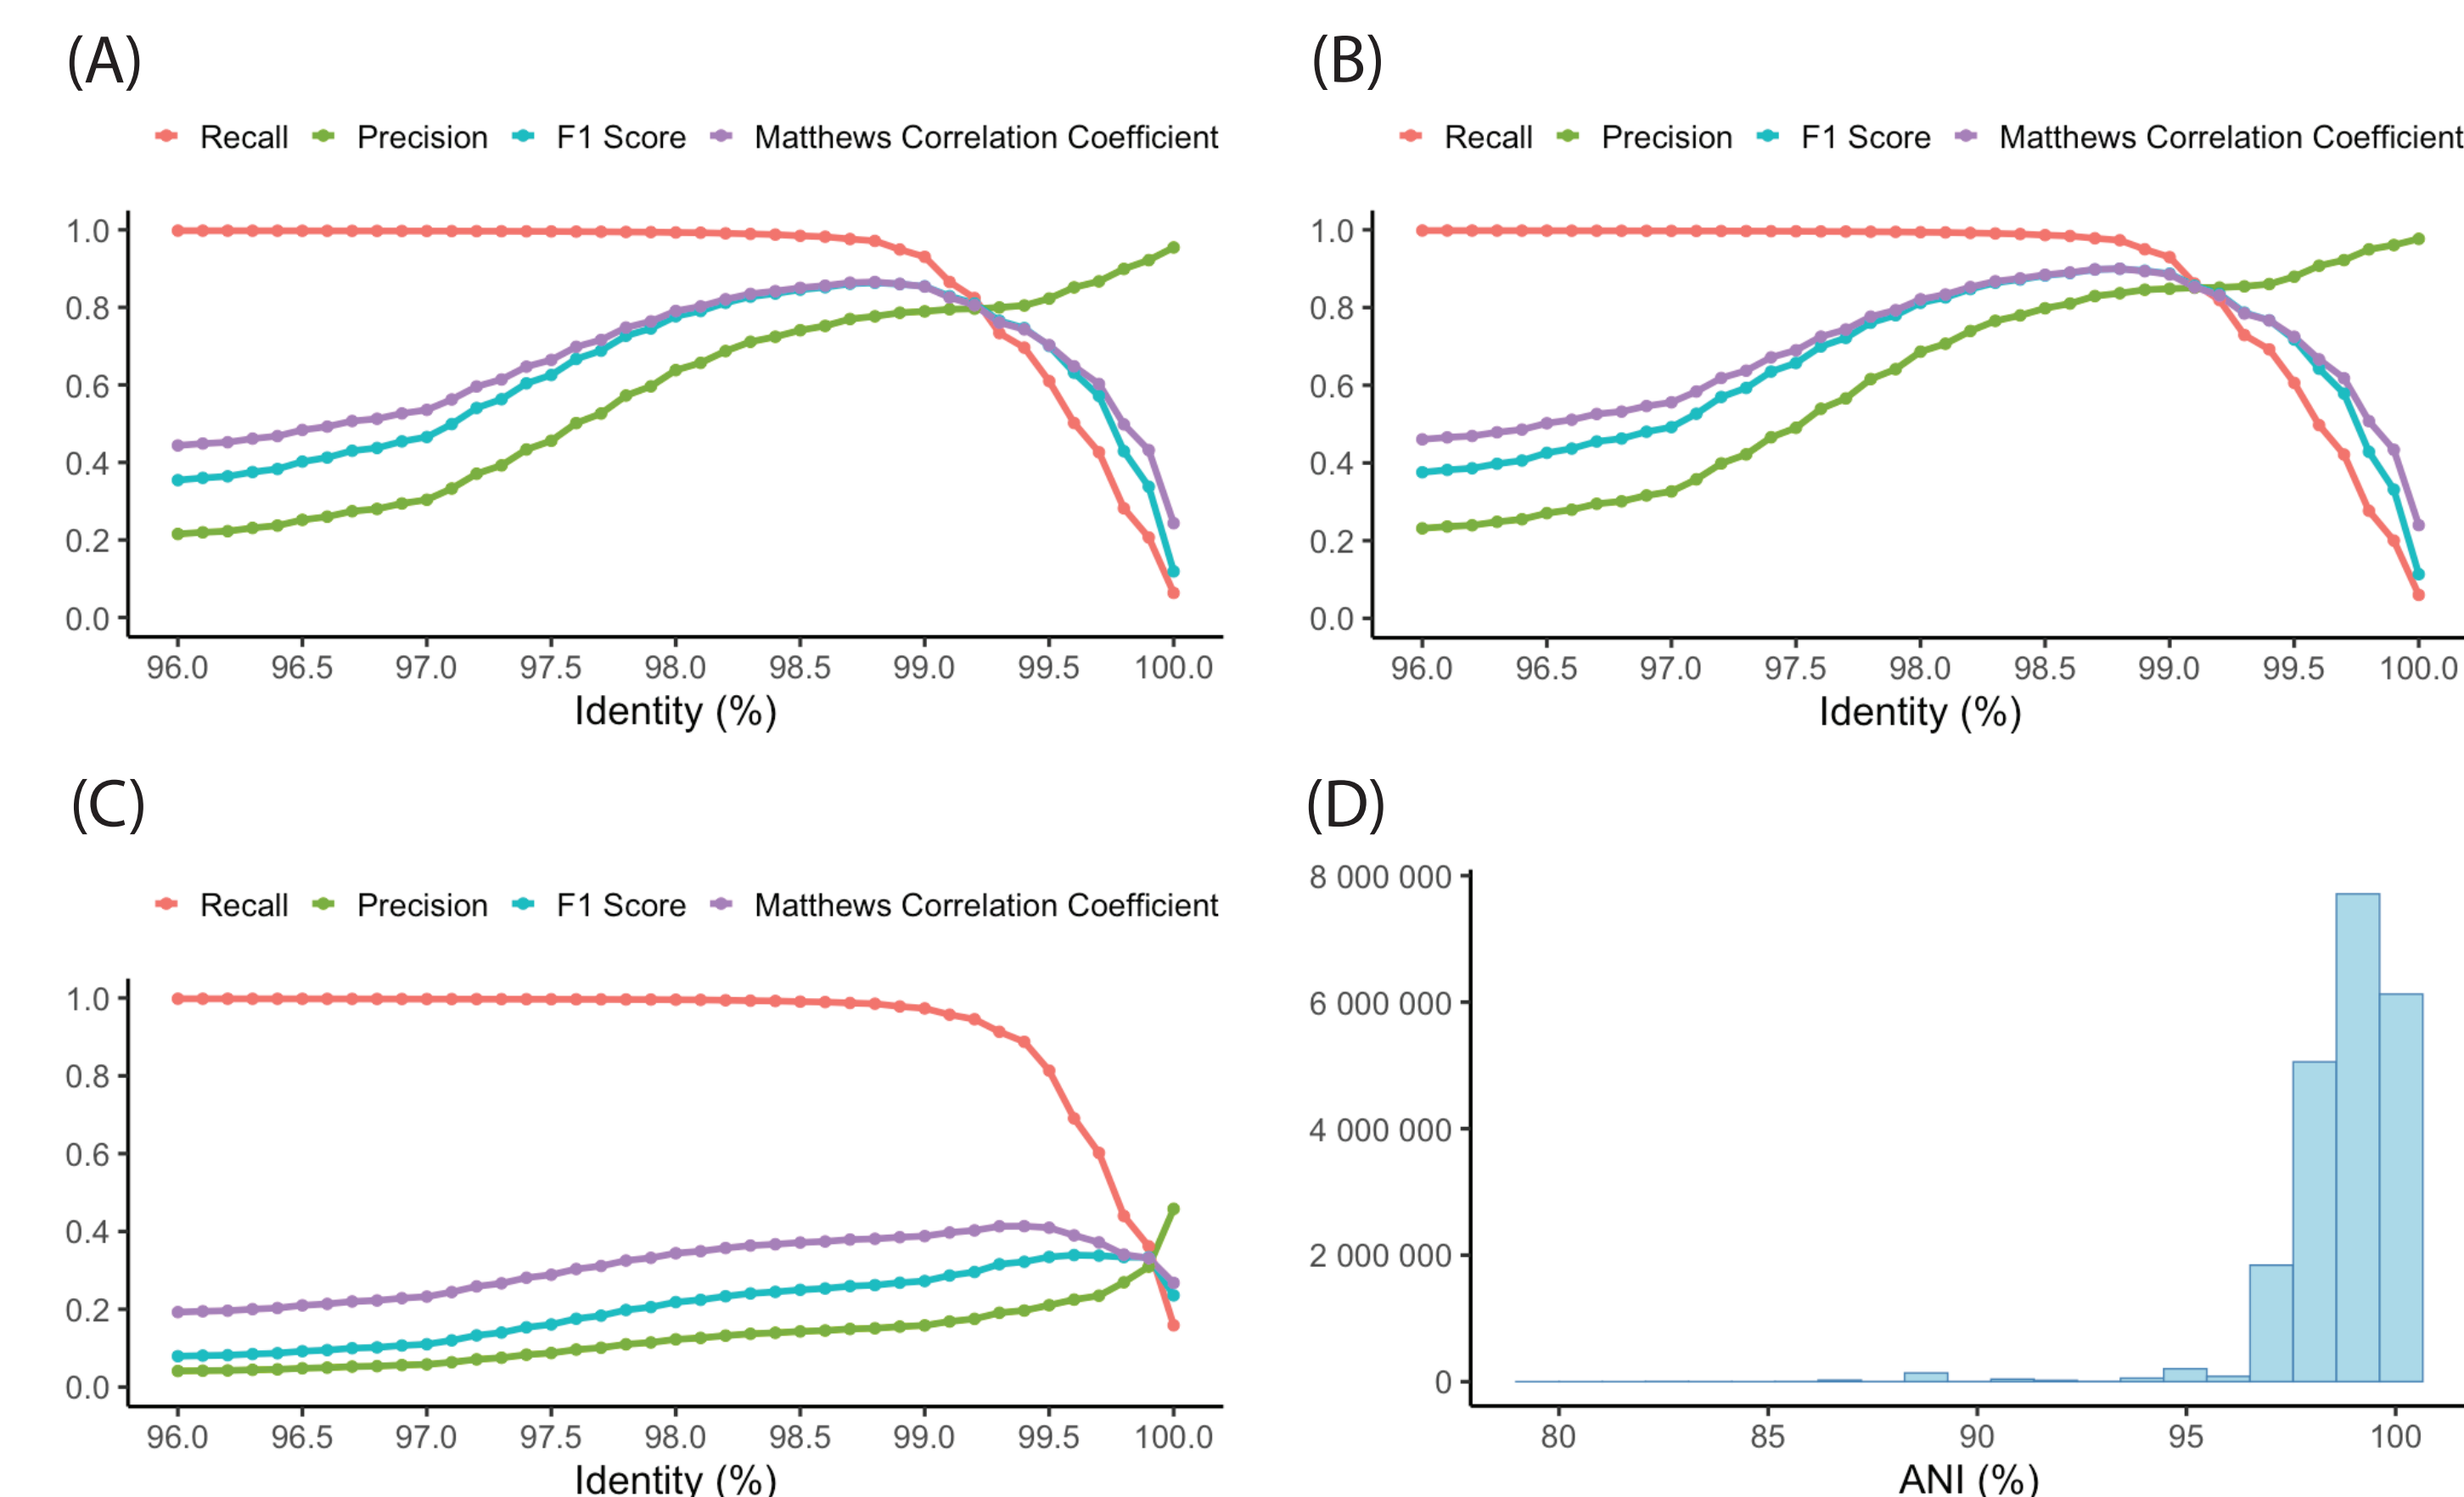 (A)
Recall Precision F1 Score Matthews Correlation Coefficient
1.0
0.8
0.6
0.4
0.2
0.0
96.0 96.5 97.0 97.5 98.0 98.5 99.0 99.5 100.0
Identity (%)
(B)
Recall Precision F1 Score Matthews Correlation Coefficient
1.0
0.8
0.6
0.4
0.2
0.0
96.0 96.5 97.0 97.5 98.0 98.5 99.0 99.5 100.0
Identity (%)
(C)
Recall Precision F1 Score Matthews Correlation Coefficient
1.0
0.8
0.6
0.4
0.2
0.0
96.0 96.5 97.0 97.5 98.0 98.5 99.0 99.5 100.0
Identity (%)
(D)
8 000 000
6 000 000
4 000 000
2 000 000
0
80 85 90 95 100
ANI (%)